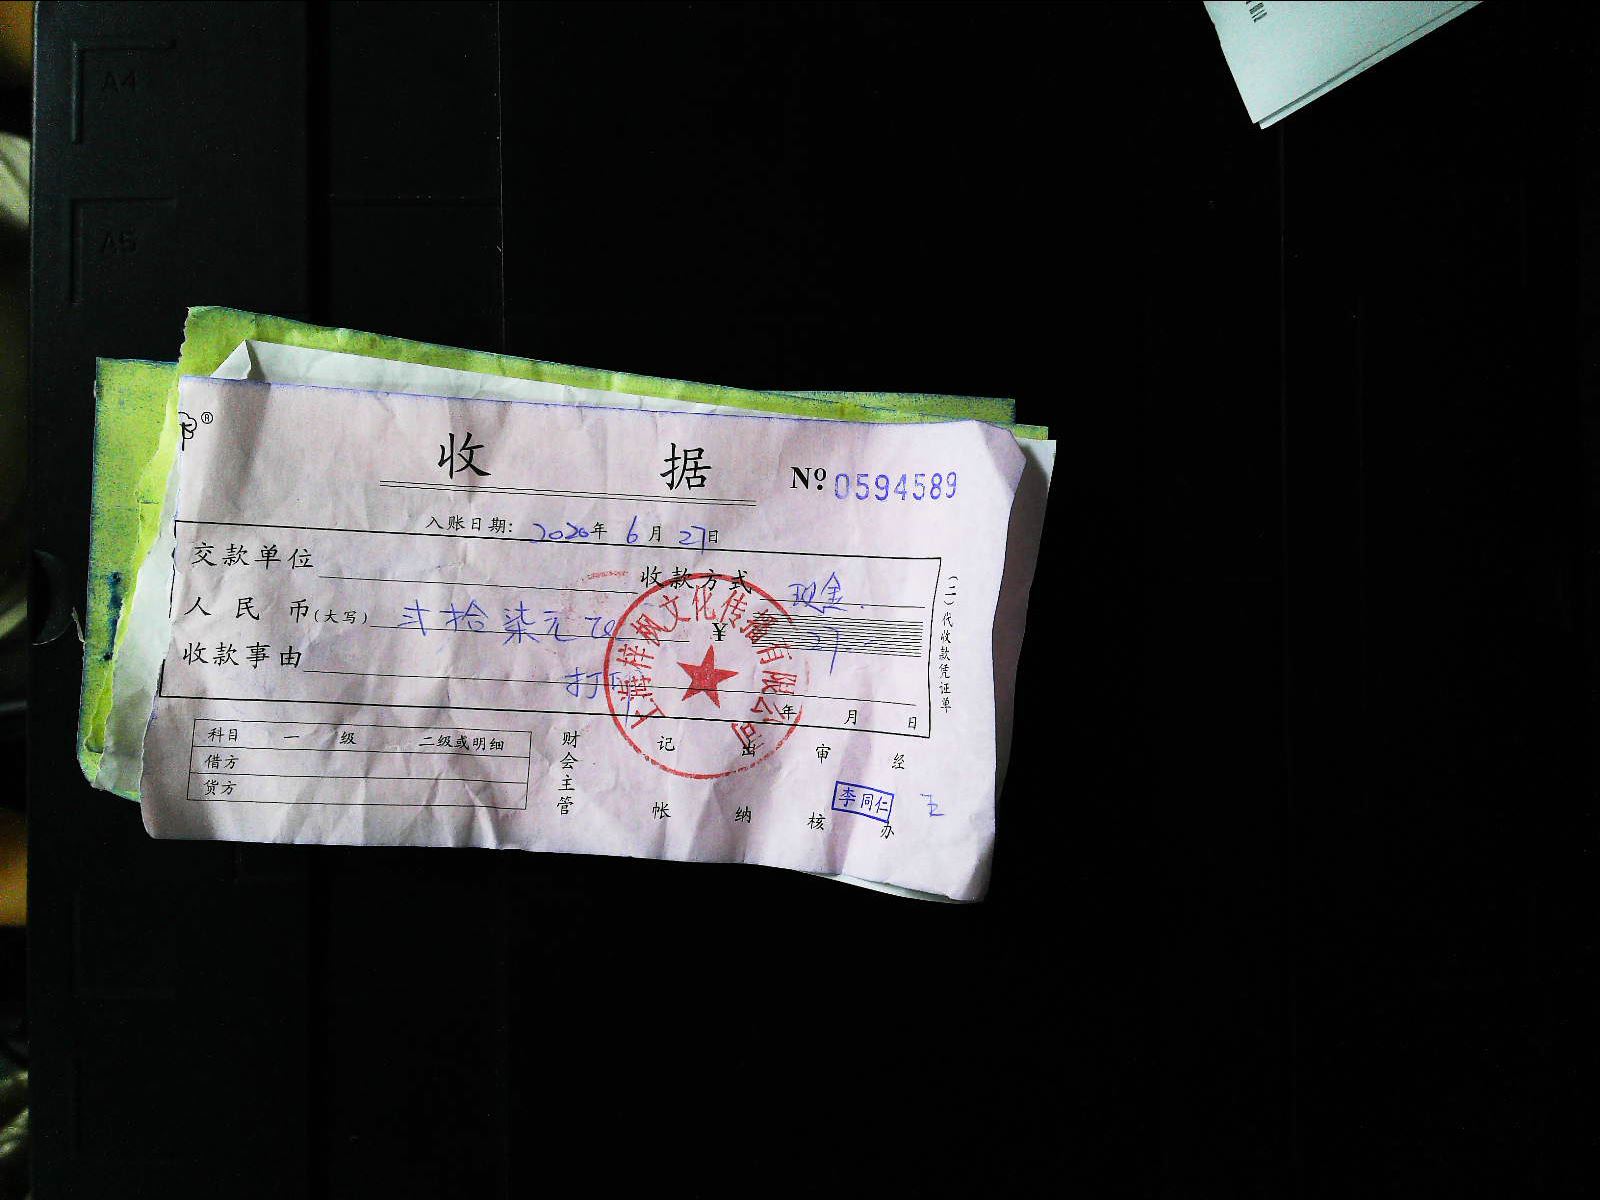 A4
A5
®
收 据 Nº 0594589
入账日期: 2020年 6月 27日
交款单位 收款方式 现金.
人民币(大写) 弍拾柒元 ¥ 27
收款事由 打印
年 月 日
(二)代收款凭证单
上海梓枫文化传播有限公司
科目 一级 二级或明细
借方
货方
财会主管 记帐 出纳 审核 经办
李同仁 王